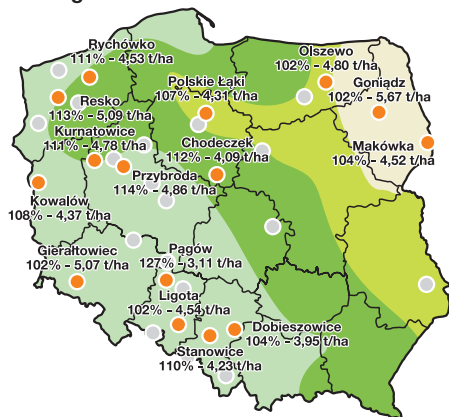 Rychówko
111% - 4,53 t/ha
Olszewo
102% - 4,80 t/ha
Polskie Łąki
107% - 4,31 t/ha
Goniądz
102% - 5,67 t/ha
Resko
113% - 5,09 t/ha
Kurnatowice
111% - 4,78 t/ha
Chodeczek
112% - 4,09 t/ha
Makówka
104% - 4,52 t/ha
Przybroda
114% - 4,86 t/ha
Kowalów
108% - 4,37 t/ha
Gierałtowiec
102% - 5,07 t/ha
Pągów
127% - 3,11 t/ha
Ligota
102% - 4,54 t/ha
Dobieszowice
104% - 3,95 t/ha
Stanowice
110% - 4,23 t/ha